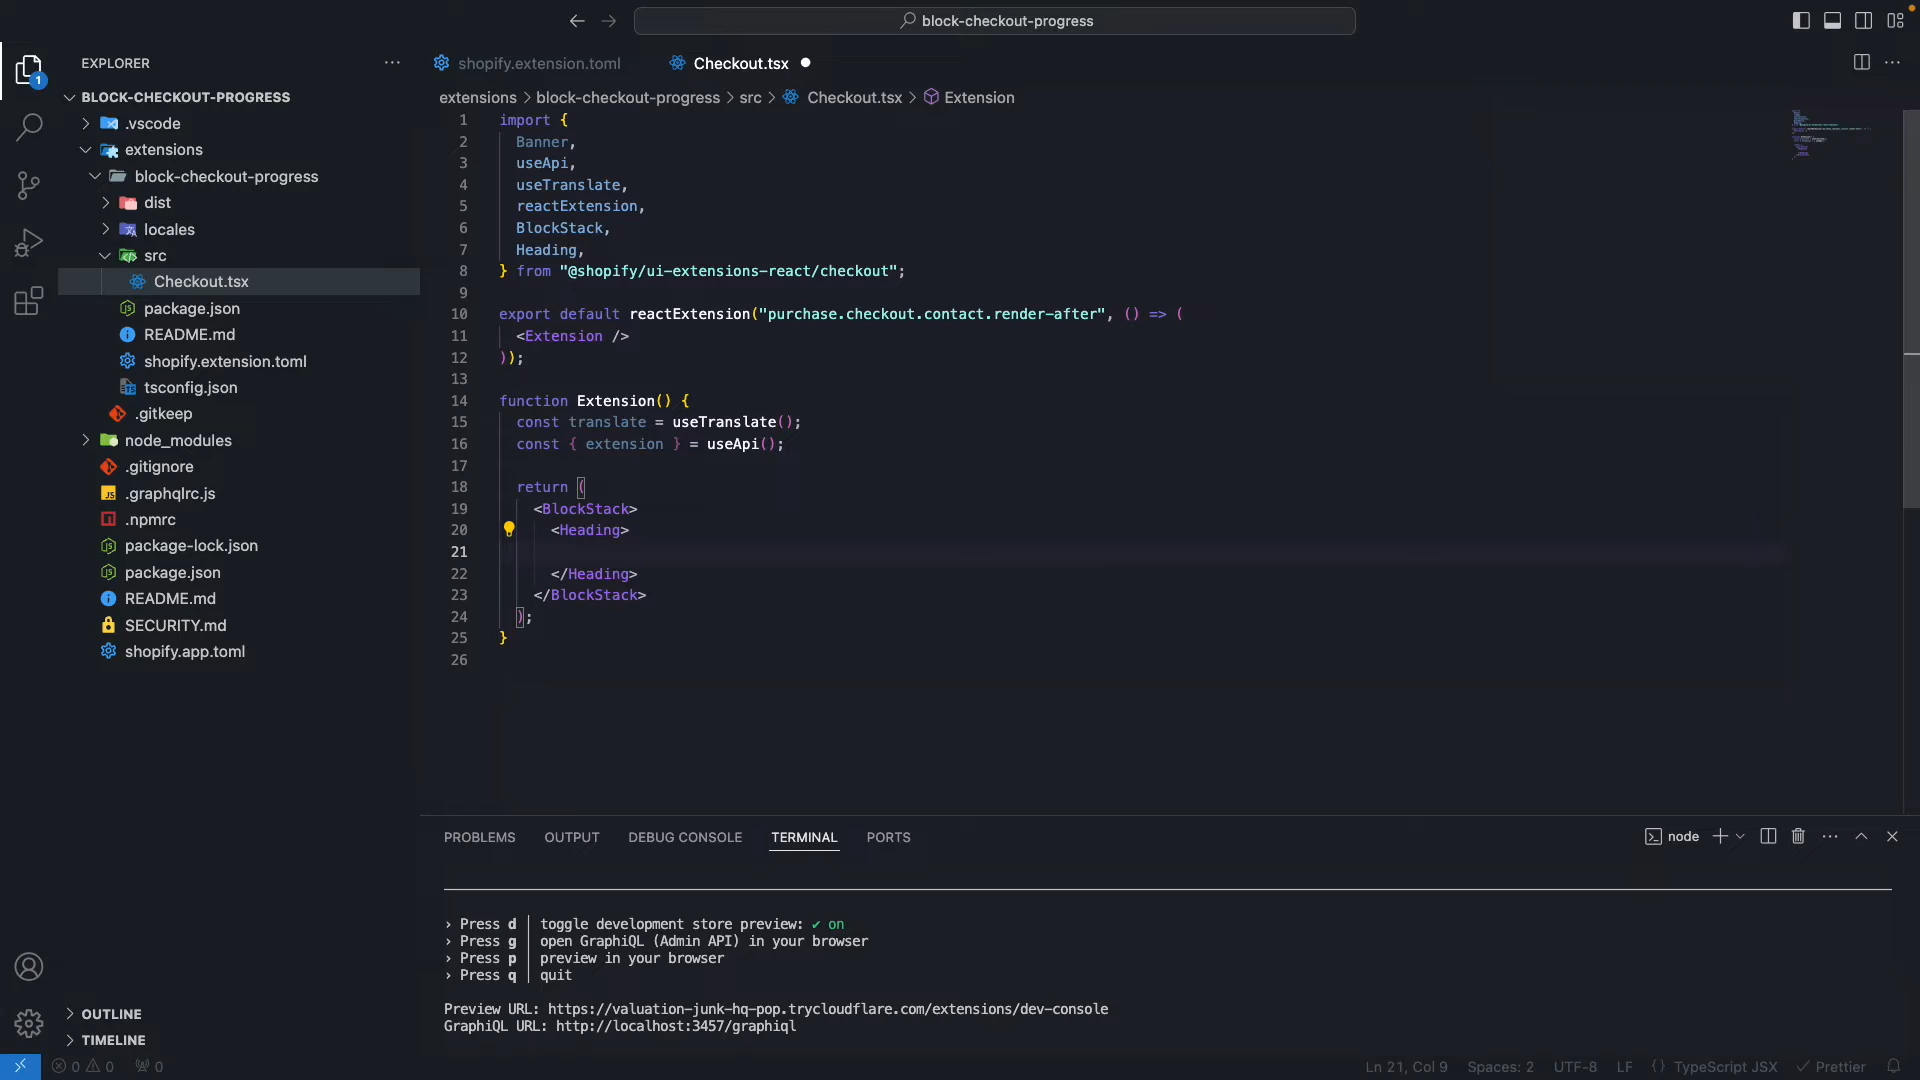 block-checkout-progress
EXPLORER
1
BLOCK-CHECKOUT-PROGRESS
.vscode
extensions
block-checkout-progress
dist
locales
src
Checkout.tsx
package.json
README.md
shopify.extension.toml
tsconfig.json
.gitkeep
node_modules
.gitignore
.graphqlrc.js
.npmrc
package-lock.json
package.json
README.md
SECURITY.md
shopify.app.toml
OUTLINE
TIMELINE
shopify.extension.toml
Checkout.tsx
extensions > block-checkout-progress > src > Checkout.tsx > Extension
1 import {
2 Banner,
3 useApi,
4 useTranslate,
5 reactExtension,
6 BlockStack,
7 Heading,
8 } from "@shopify/ui-extensions-react/checkout";
9
10 export default reactExtension("purchase.checkout.contact.render-after", () => (
11 <Extension />
12 ));
13
14 function Extension() {
15 const translate = useTranslate();
16 const { extension } = useApi();
17
18 return (
19 <BlockStack>
20 <Heading>
21
22 </Heading>
23 </BlockStack>
24 );
25 }
26
PROBLEMS OUTPUT DEBUG CONSOLE TERMINAL PORTS
node
› Press d │ toggle development store preview: ✔ on
› Press g │ open GraphiQL (Admin API) in your browser
› Press p │ preview in your browser
› Press q │ quit
Preview URL: https://valuation-junk-hq-pop.trycloudflare.com/extensions/dev-console
GraphiQL URL: http://localhost:3457/graphiql
0 0 0
Ln 21, Col 9 Spaces: 2 UTF-8 LF {} TypeScript JSX Prettier